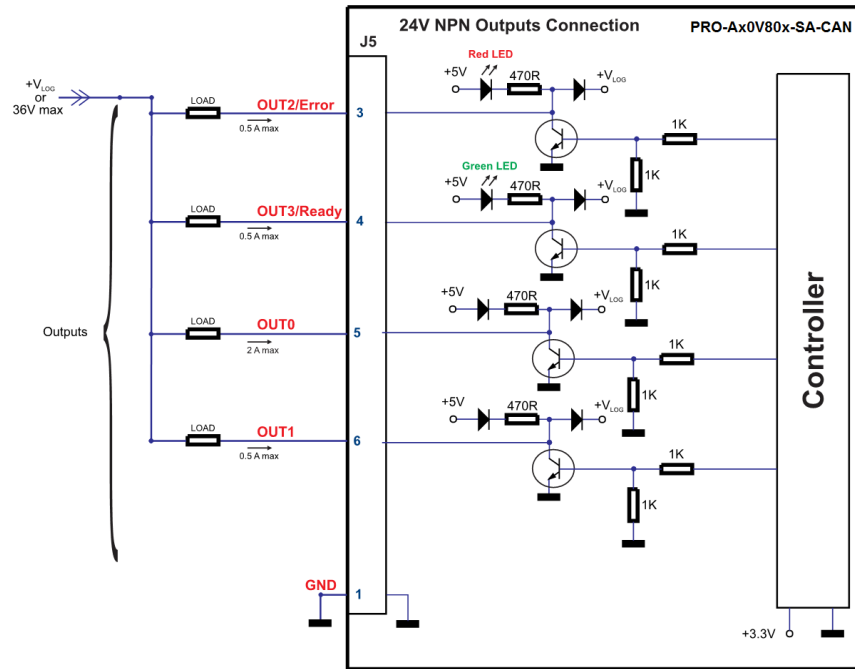 24V NPN Outputs Connection
PRO-Ax0V80x-SA-CAN
J5
Red LED
+5V
470R
+VLOG
+VLOG
or
36V max
LOAD
OUT2/Error
0.5 A max
3
1K
1K
Green LED
+5V
470R
+VLOG
LOAD
OUT3/Ready
0.5 A max
4
1K
1K
+5V
470R
+VLOG
Outputs
LOAD
OUT0
2 A max
5
1K
1K
+5V
470R
+VLOG
LOAD
OUT1
0.5 A max
6
1K
1K
Controller
GND
1
+3.3V